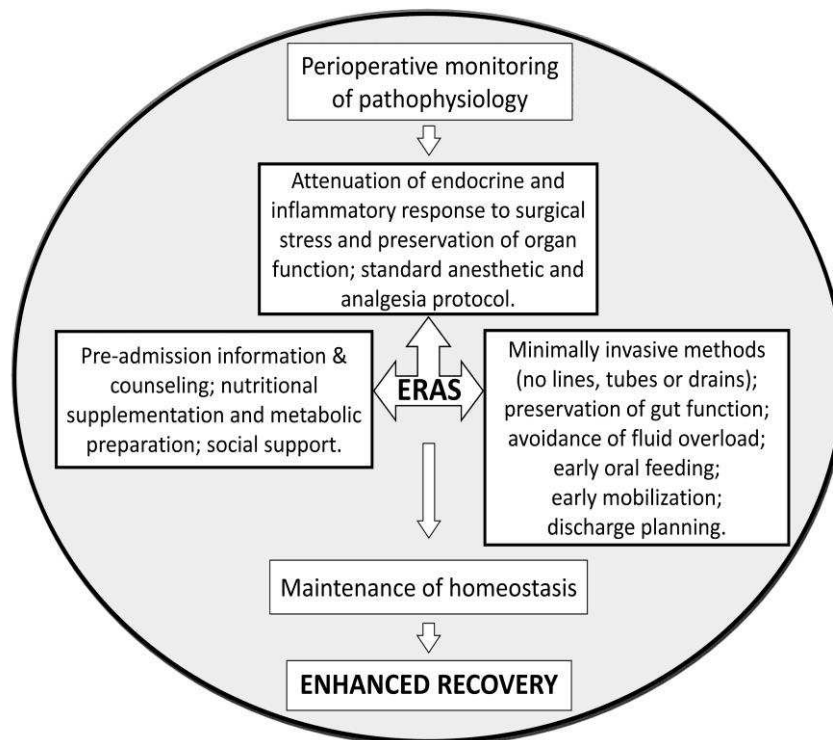 Perioperative monitoring
of pathophysiology
Attenuation of endocrine and
inflammatory response to surgical
stress and preservation of organ
function; standard anesthetic and
analgesia protocol.
Pre-admission information &
counseling; nutritional
supplementation and metabolic
preparation; social support.
ERAS
Minimally invasive methods
(no lines, tubes or drains);
preservation of gut function;
avoidance of fluid overload;
early oral feeding;
early mobilization;
discharge planning.
Maintenance of homeostasis
ENHANCED RECOVERY